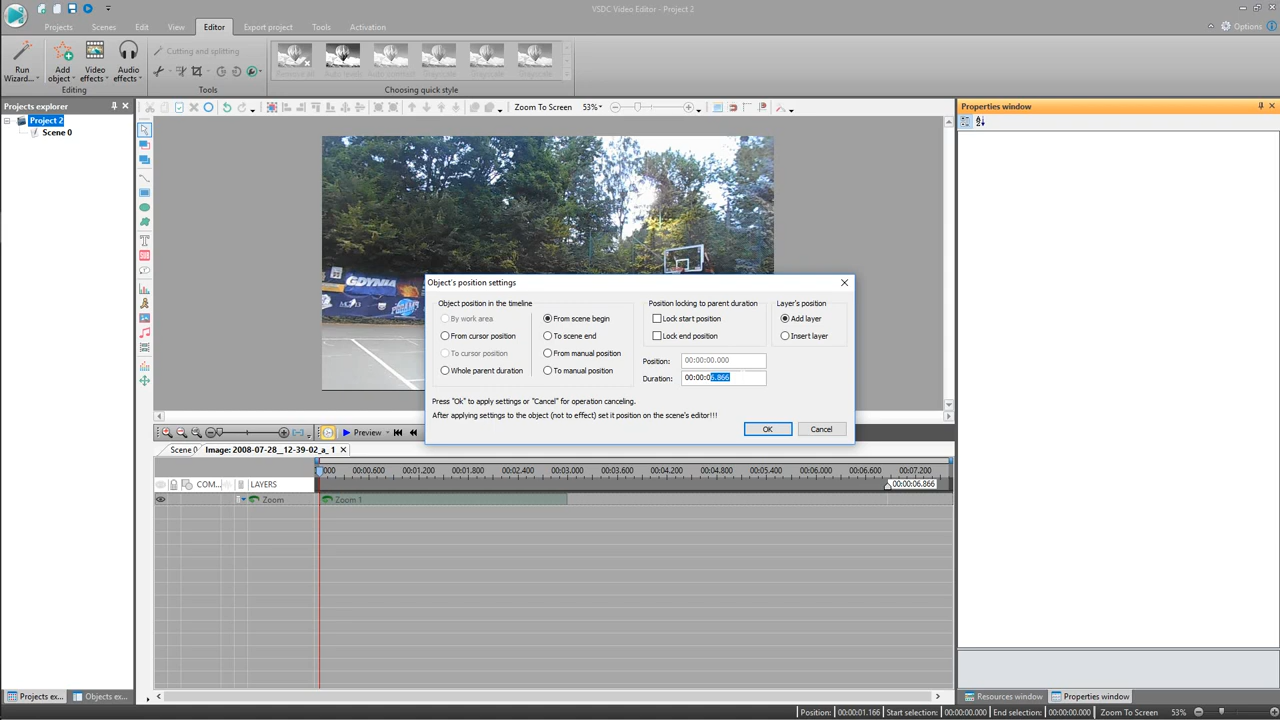 VSDC Video Editor - Project 2
Projects Scenes Edit View Editor Export project Tools Activation
Options
Run Wizard...
Add object
Video effects
Audio effects
Cutting and splitting
Editing
Tools
Choosing quick style
Projects explorer
Zoom To Screen 53%
Properties window
Project 2
Scene 0
GDYNIA
Object's position settings
Object position in the timeline
By work area
From cursor position
To cursor position
Whole parent duration
From scene begin
To scene end
From manual position
To manual position
Position locking to parent duration
Lock start position
Lock end position
Layer's position
Add layer
Insert layer
Position: 00:00:00.000
Duration: 00:00:06.866
Press "Ok" to apply settings or "Cancel" for operation canceling.
After applying settings to the object (not to effect) set it position on the scene's editor!!!
OK
Cancel
Preview
Scene 0
Image: 2008-07-28__12-39-02_a_ 1
000 00:00.600 00:01.200 00:01.800 00:02.400 00:03.000 00:03.600 00:04.200 00:04.800 00:05.400 00:06.000 00:06.600 00:07.200
COM... LAYERS
00:00:06.866
Zoom
Zoom 1
Projects ex...
Objects ex...
Resources window
Properties window
Position: 00:00:01.166 Start selection: 00:00:00.000 End selection: 00:00:00.000 Zoom To Screen 53%